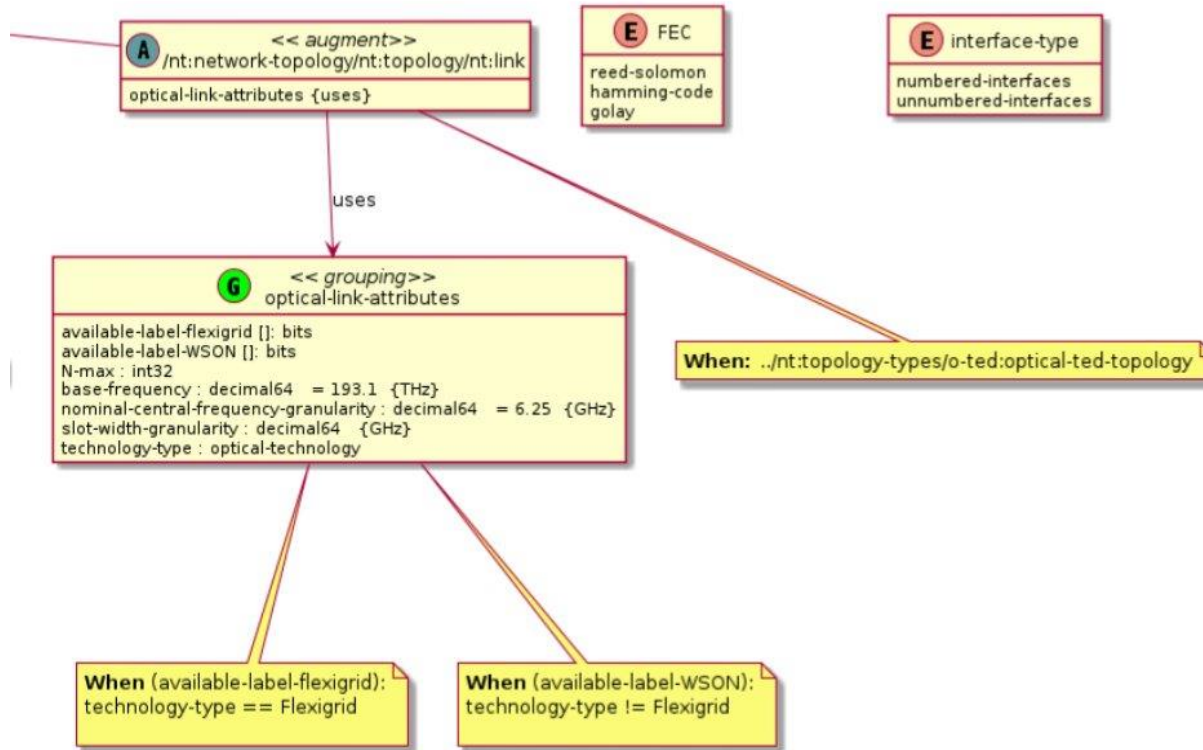 A
<< augment>>
/nt:network-topology/nt:topology/nt:link
optical-link-attributes {uses}
E FEC
reed-solomon
hamming-code
golay
E interface-type
numbered-interfaces
unnumbered-interfaces
uses
G
<< grouping>>
optical-link-attributes
available-label-flexigrid []: bits
available-label-WSON []: bits
N-max : int32
base-frequency : decimal64 = 193.1 {THz}
nominal-central-frequency-granularity : decimal64 = 6.25 {GHz}
slot-width-granularity : decimal64 {GHz}
technology-type : optical-technology
When: ../nt:topology-types/o-ted:optical-ted-topology
When (available-label-flexigrid):
technology-type == Flexigrid
When (available-label-WSON):
technology-type != Flexigrid